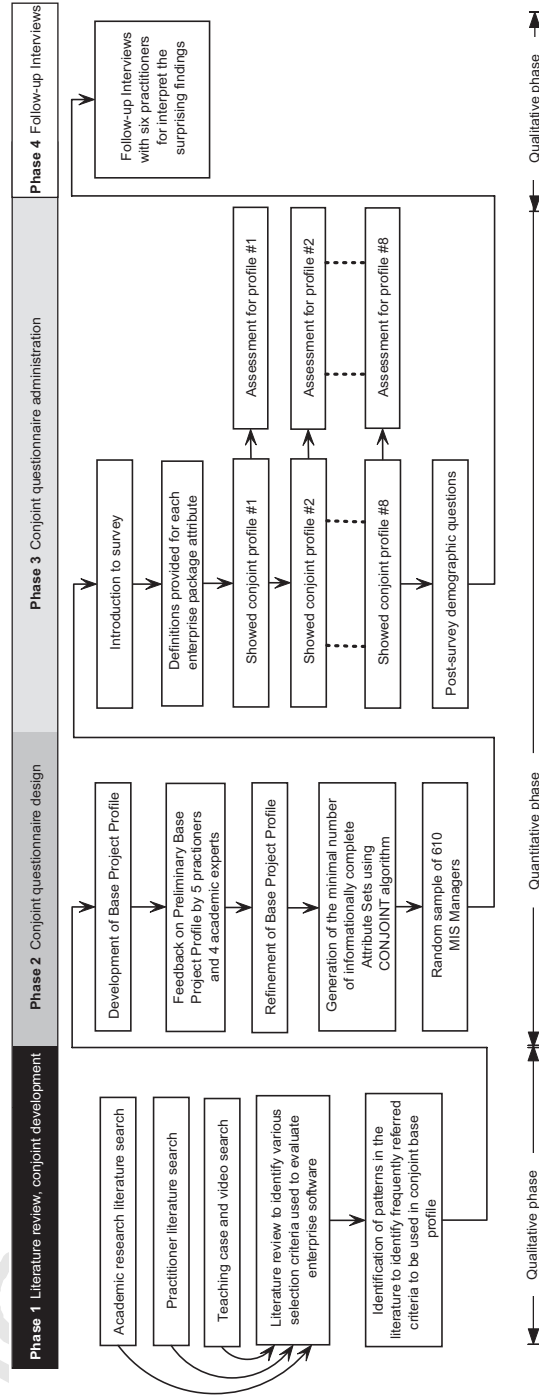 Phase 1 Literature review, conjoint development
Phase 2 Conjoint questionnaire design
Phase 3 Conjoint questionnaire administration
Phase 4 Follow-up Interviews
Academic research literature search
Practitioner literature search
Teaching case and video search
Literature review to identify various
selection criteria used to evaluate
enterprise software
Identification of patterns in the
literature to identify frequently referred
criteria to be used in conjoint base
profile
Development of Base Project Profile
Feedback on Preliminary Base
Project Profile by 5 practioners
and 4 academic experts
Refinement of Base Project Profile
Generation of the minimal number
of informationally complete
Attribute Sets using
CONJOINT algorithm
Random sample of 610
MIS Managers
Introduction to survey
Definitions provided for each
enterprise package attribute
Showed conjoint profile #1
Assessment for profile #1
Showed conjoint profile #2
Assessment for profile #2
Showed conjoint profile #8
Assessment for profile #8
Post-survey demographic questions
Follow-up Interviews
with six practitioners
for interpret the
surprising findings
Qualitative phase
Quantitative phase
Qualitative phase